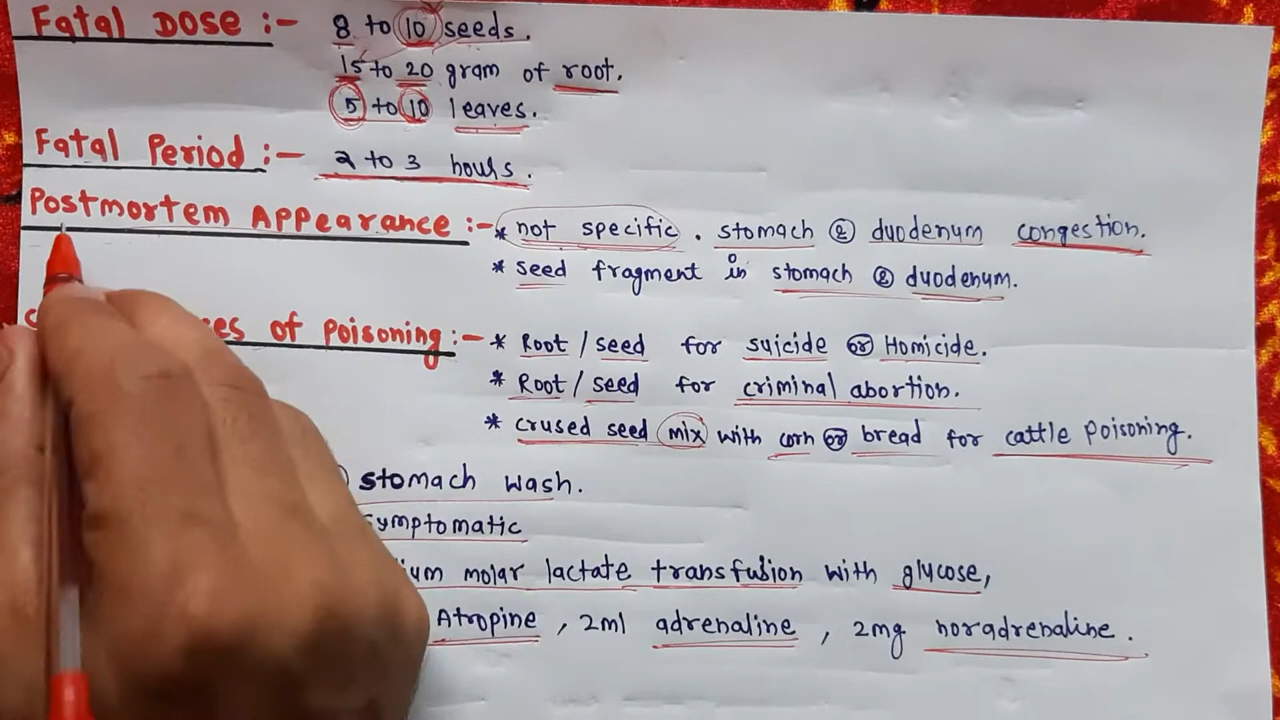 Fatal Dose :- 8 to 10 seeds.
15 to 20 gram of root.
5 to 10 leaves.
Fatal Period :- 2 to 3 hours.
Postmortem Appearance :- * not specific. stomach & duodenum congestion.
* seed fragment in stomach & duodenum.
of poisoning :- * Root / seed for suicide or Homicide.
* Root / seed for criminal abortion.
* crused seed mix with corn or bread for cattle poisoning.
stomach wash.
symptomatic
molar lactate transfusion with glucose,
Atropine, 2ml adrenaline, 2mg noradrenaline.